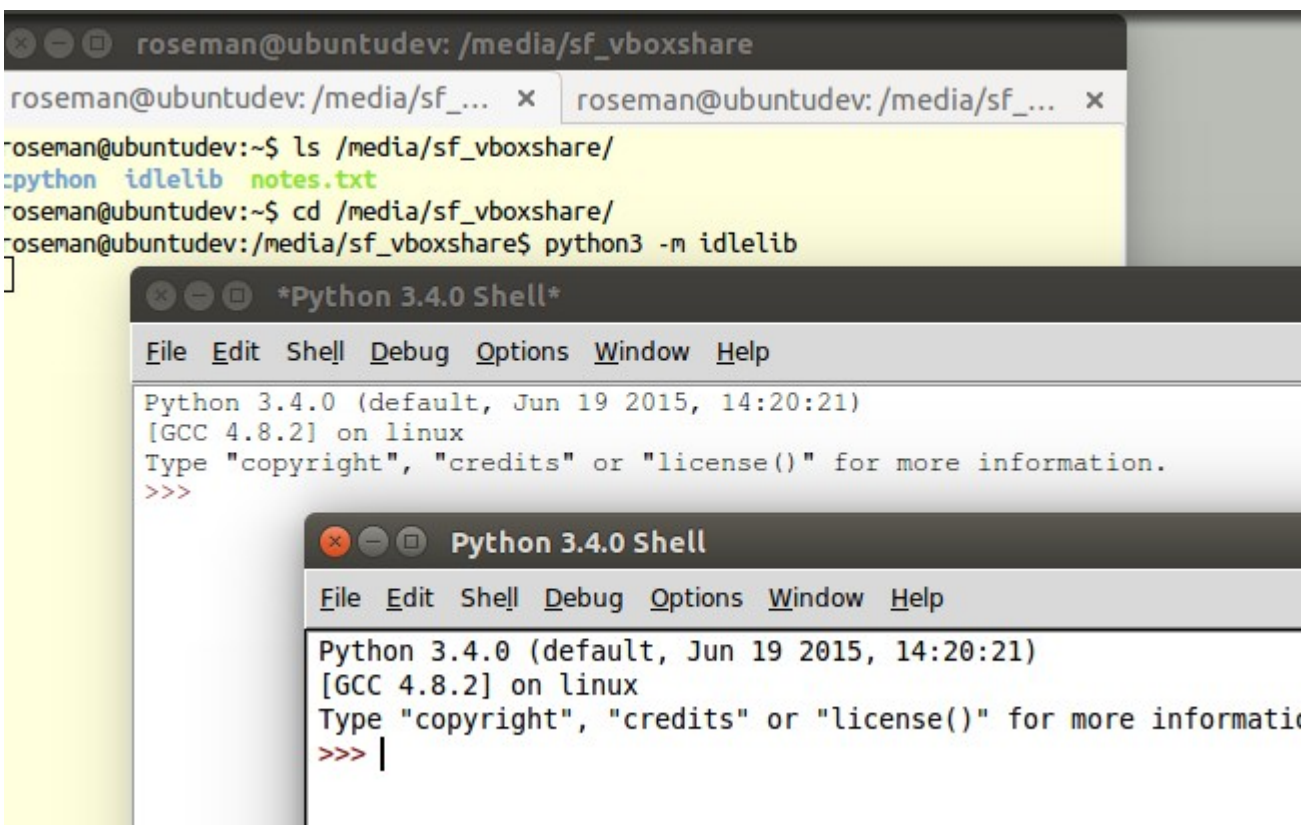 roseman@ubuntudev: /media/sf_vboxshare
roseman@ubuntudev: /media/sf_... × roseman@ubuntudev: /media/sf_... ×
roseman@ubuntudev:~$ ls /media/sf_vboxshare/
cpython idlelib notes.txt
roseman@ubuntudev:~$ cd /media/sf_vboxshare/
roseman@ubuntudev:/media/sf_vboxshare$ python3 -m idlelib
*Python 3.4.0 Shell*
File Edit Shell Debug Options Window Help
Python 3.4.0 (default, Jun 19 2015, 14:20:21)
[GCC 4.8.2] on linux
Type "copyright", "credits" or "license()" for more information.
>>>
Python 3.4.0 Shell
File Edit Shell Debug Options Window Help
Python 3.4.0 (default, Jun 19 2015, 14:20:21)
[GCC 4.8.2] on linux
Type "copyright", "credits" or "license()" for more informatio
>>>